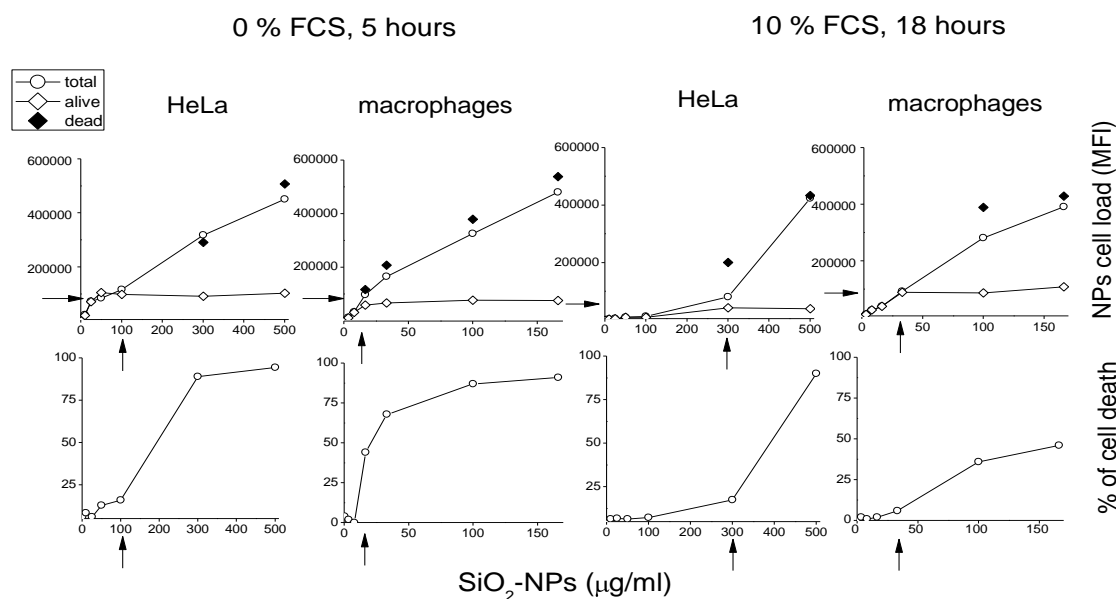 0 % FCS, 5 hours
10 % FCS, 18 hours
total
alive
dead
HeLa
macrophages
HeLa
macrophages
600000
400000
200000
0 100 200 300 400 500
600000
400000
200000
0 50 100 150
600000
400000
200000
0
0 100 200 300 400 500
600000
400000
200000
0
50 100 150
NPs cell load (MFI)
100
75
50
25
0 100 200 300 400 500
100
75
50
25
0
0 50 100 150
100
75
50
25
0 100 200 300 400 500
100
75
50
25
0
0 50 100 150
% of cell death
SiO2-NPs (µg/ml)